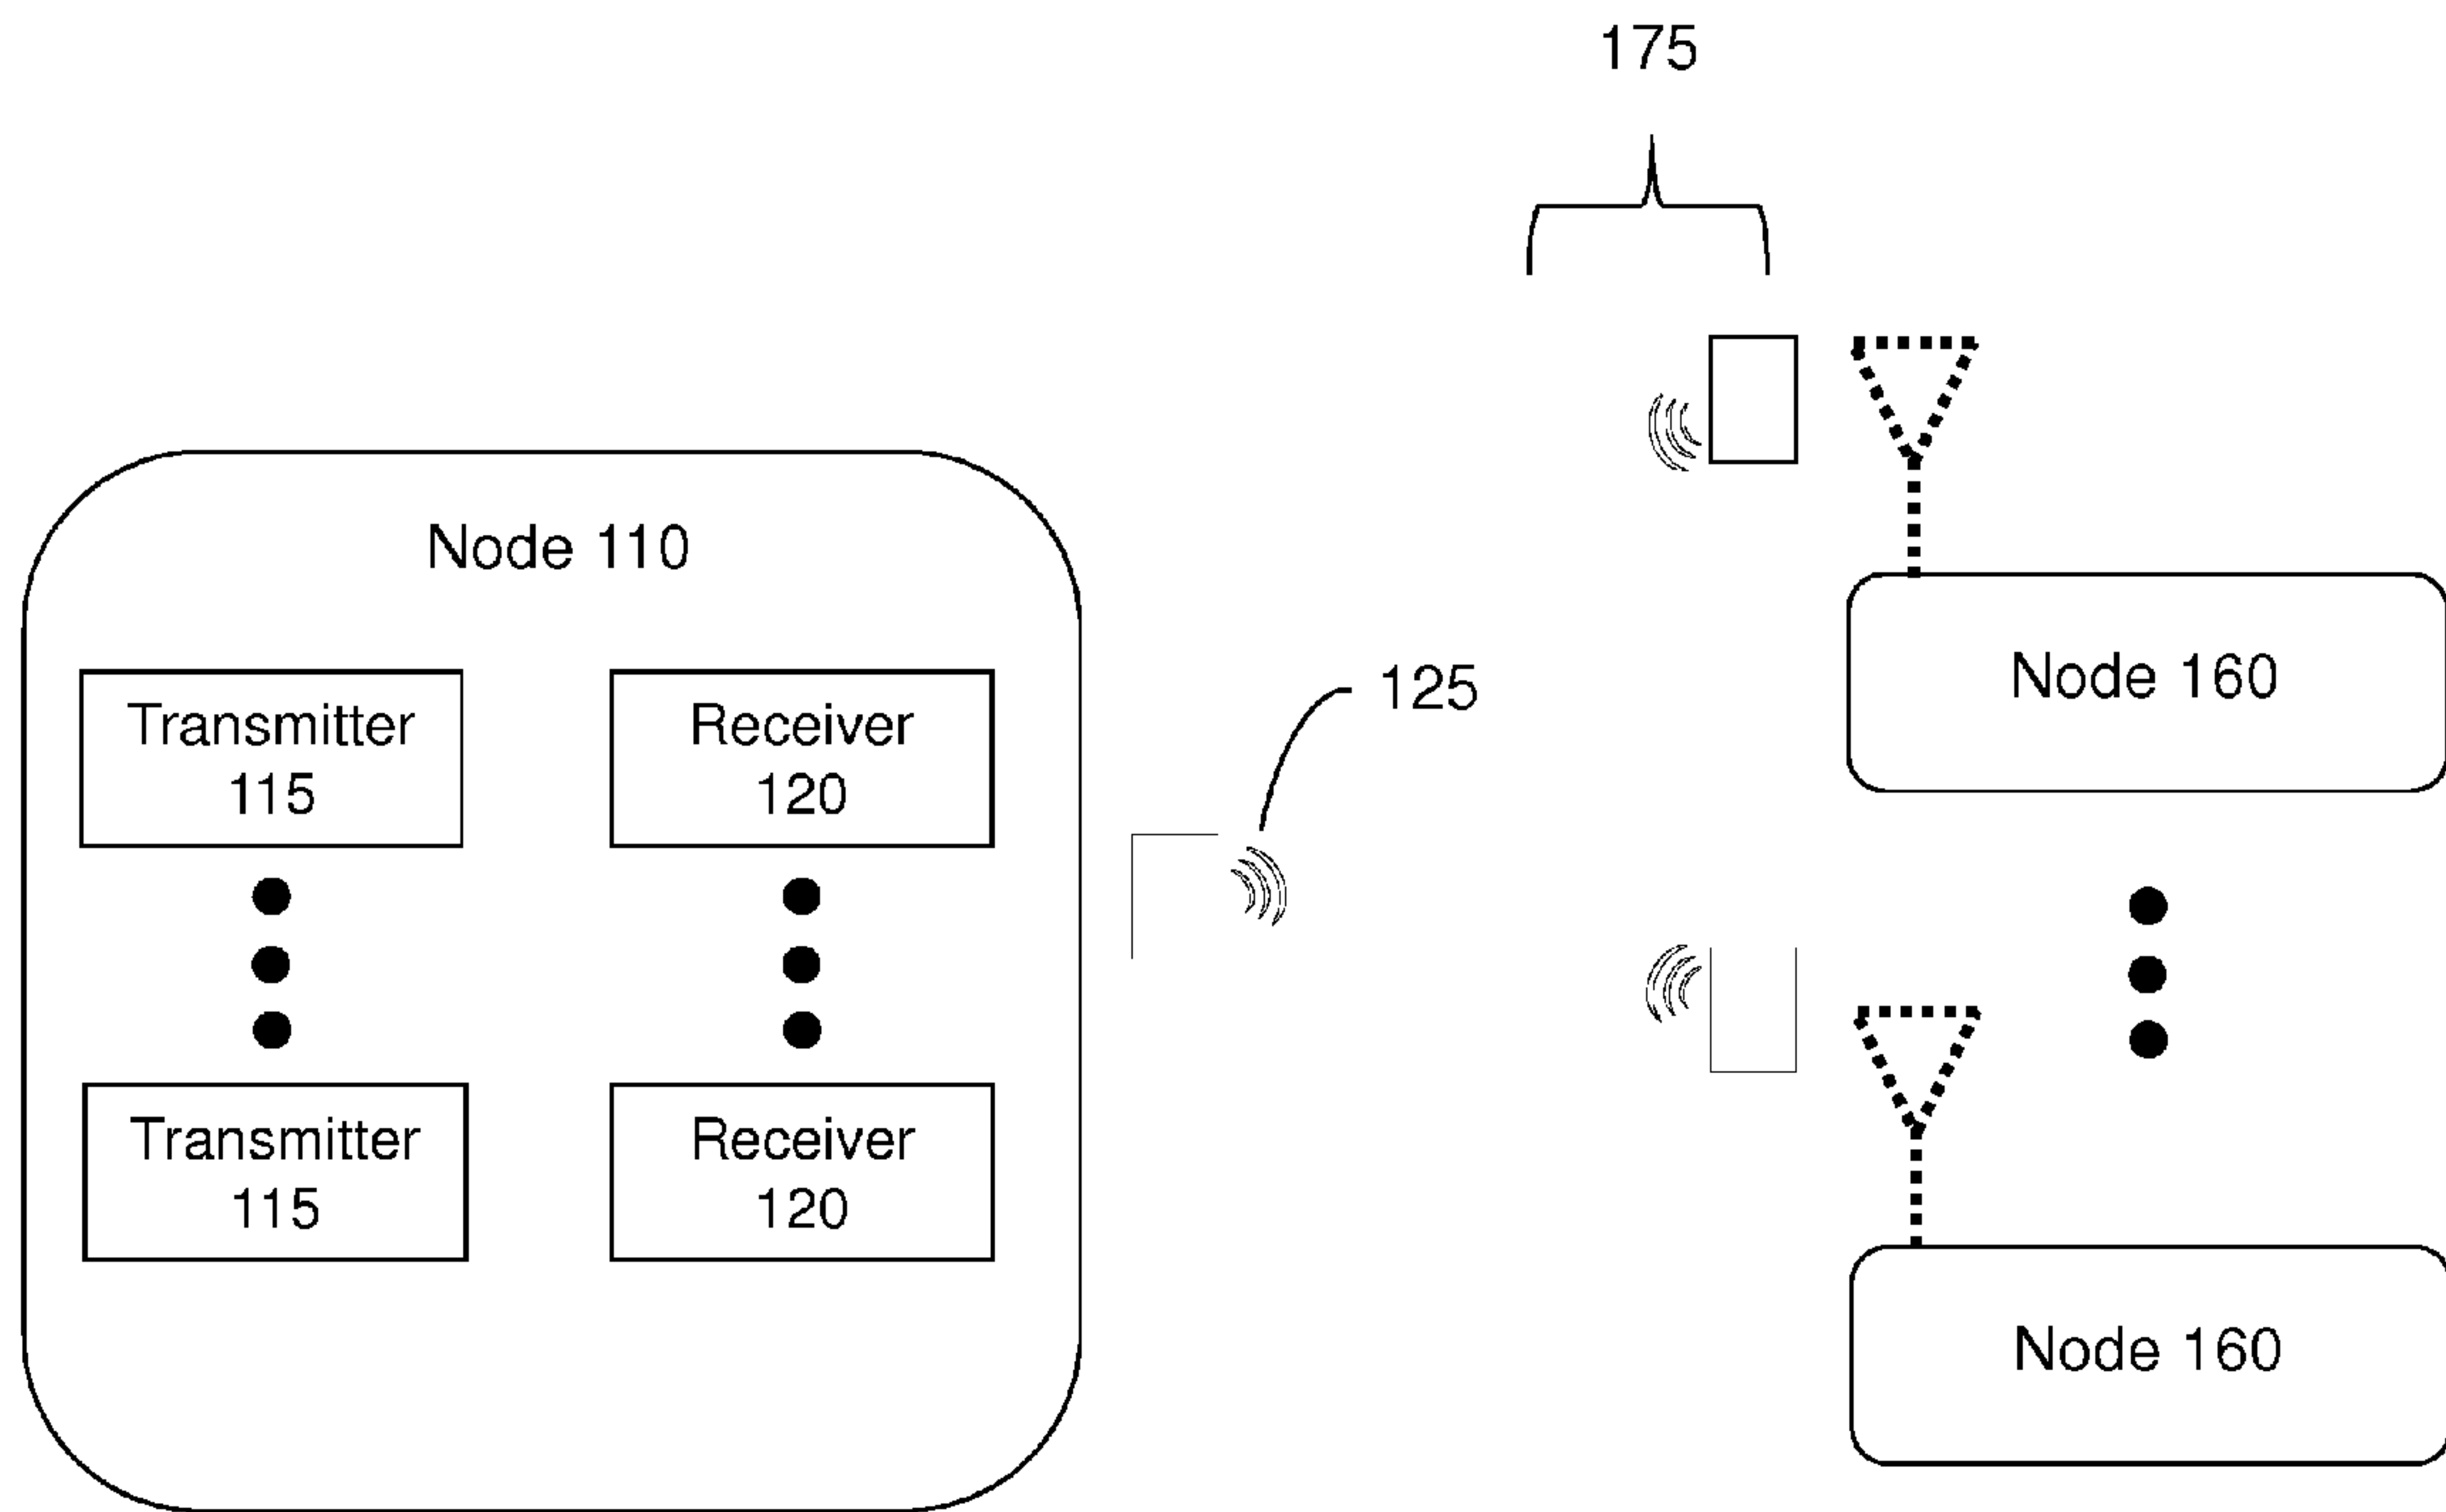 175
Node 110
Transmitter
115
Receiver
120
125
Node 160
Transmitter
115
Receiver
120
Node 160